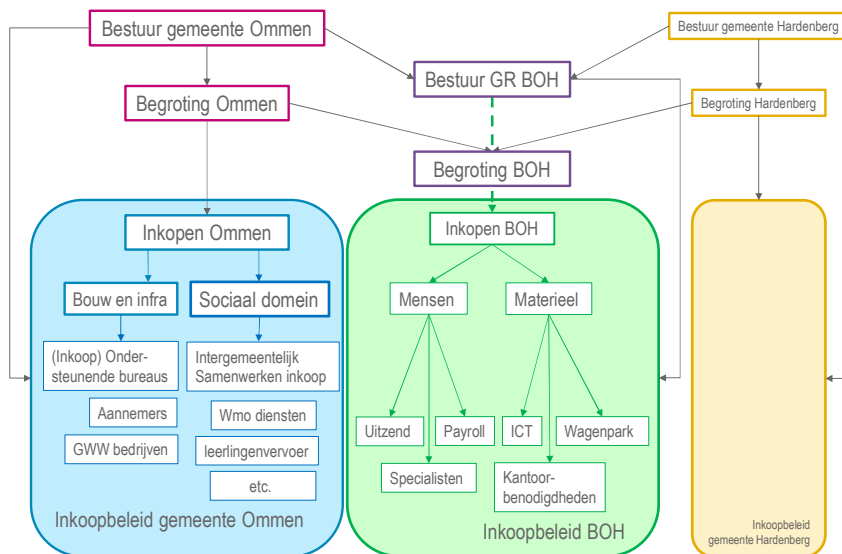 Bestuur gemeente Ommen
Bestuur gemeente Hardenberg
Bestuur GR BOH
Begroting Ommen
Begroting Hardenberg
Begroting BOH
Inkopen Ommen
Inkopen BOH
Bouw en infra
Sociaal domein
Mensen
Materieel
(Inkoop) Onder-
steunende bureaus
Intergemeentelijk
Samenwerken inkoop
Aannemers
Wmo diensten
GWW bedrijven
leerlingenvervoer
etc.
Uitzend
Payroll
ICT
Wagenpark
Specialisten
Kantoor-
benodigdheden
Inkoopbeleid gemeente Ommen
Inkoopbeleid BOH
Inkoopbeleid
gemeente Hardenberg